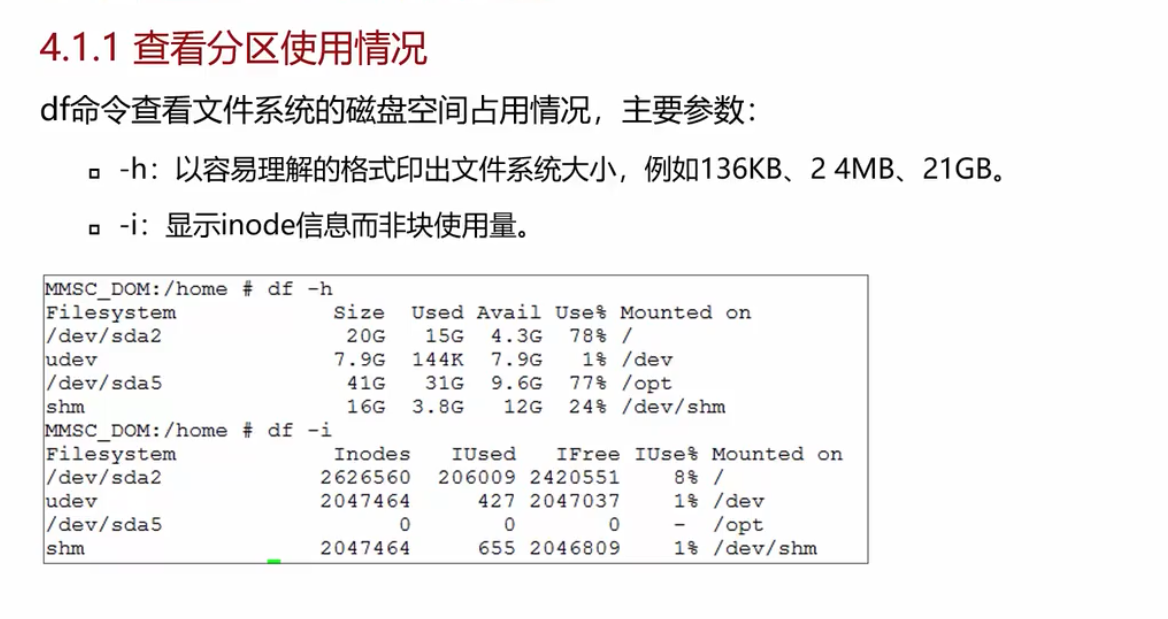 4.1.1 查看分区使用情况
df命令查看文件系统的磁盘空间占用情况，主要参数：
▫ -h：以容易理解的格式印出文件系统大小，例如136KB、2 4MB、21GB。
▫ -i：显示inode信息而非块使用量。
MMSC_DOM:/home # df -h
Filesystem            Size  Used Avail Use% Mounted on
/dev/sda2              20G   15G  4.3G  78% /
udev                  7.9G  144K  7.9G   1% /dev
/dev/sda5              41G   31G  9.6G  77% /opt
shm                    16G  3.8G   12G  24% /dev/shm
MMSC_DOM:/home # df -i
Filesystem            Inodes   IUsed   IFree IUse% Mounted on
/dev/sda2            2626560  206009 2420551    8% /
udev                 2047464     427 2047037    1% /dev
/dev/sda5                  0       0       0    -  /opt
shm                  2047464     655 2046809    1% /dev/shm